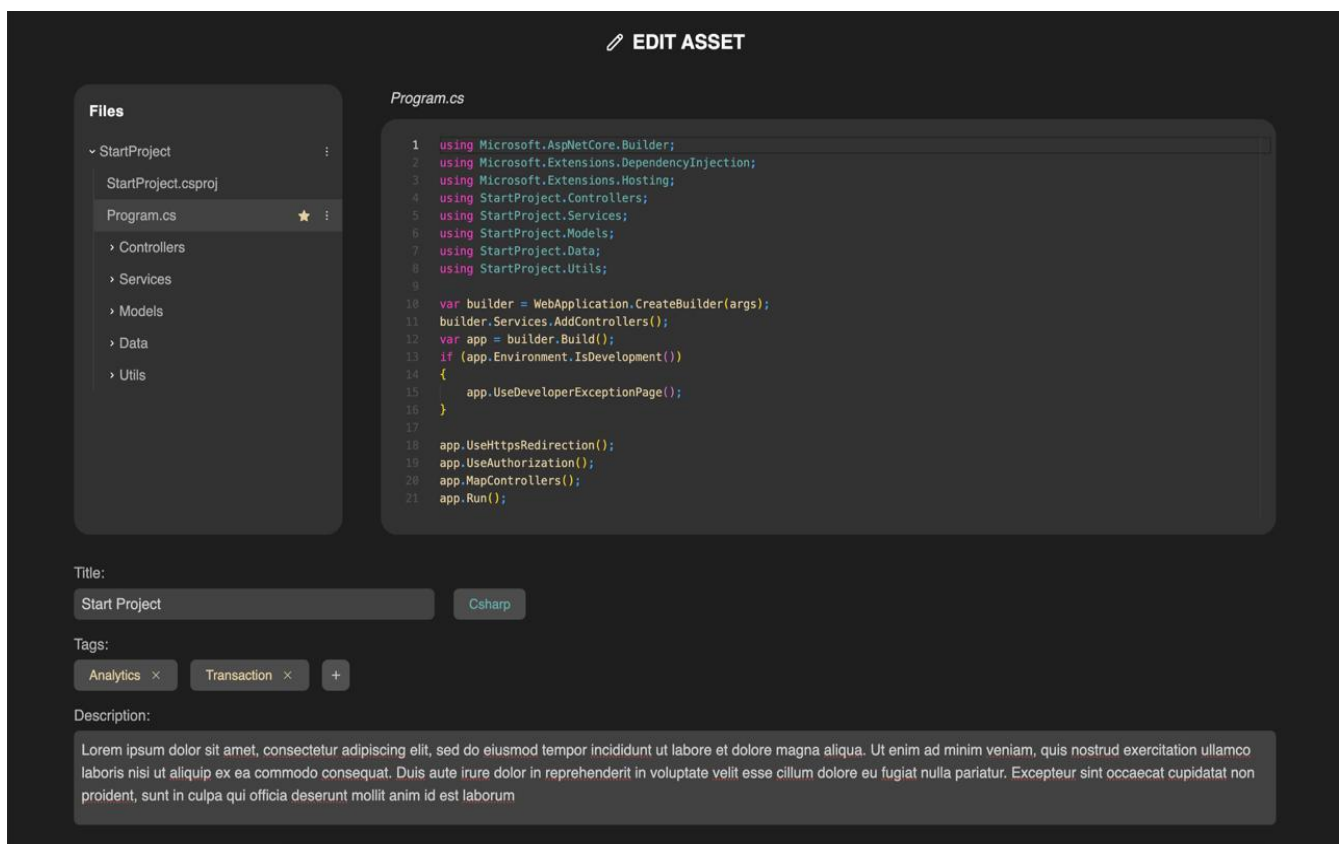 EDIT ASSET
Files
StartProject
StartProject.csproj
Program.cs
Controllers
Services
Models
Data
Utils
Program.cs
1 using Microsoft.AspNetCore.Builder;
2 using Microsoft.Extensions.DependencyInjection;
3 using Microsoft.Extensions.Hosting;
4 using StartProject.Controllers;
5 using StartProject.Services;
6 using StartProject.Models;
7 using StartProject.Data;
8 using StartProject.Utils;
9
10 var builder = WebApplication.CreateBuilder(args);
11 builder.Services.AddControllers();
12 var app = builder.Build();
13 if (app.Environment.IsDevelopment())
14 {
15     app.UseDeveloperExceptionPage();
16 }
17
18 app.UseHttpsRedirection();
19 app.UseAuthorization();
20 app.MapControllers();
21 app.Run();
Title:
Start Project
Csharp
Tags:
Analytics ×
Transaction ×
+
Description:
Lorem ipsum dolor sit amet, consectetur adipiscing elit, sed do eiusmod tempor incididunt ut labore et dolore magna aliqua. Ut enim ad minim veniam, quis nostrud exercitation ullamco
laboris nisi ut aliquip ex ea commodo consequat. Duis aute irure dolor in reprehenderit in voluptate velit esse cillum dolore eu fugiat nulla pariatur. Excepteur sint occaecat cupidatat non
proident, sunt in culpa qui officia deserunt mollit anim id est laborum